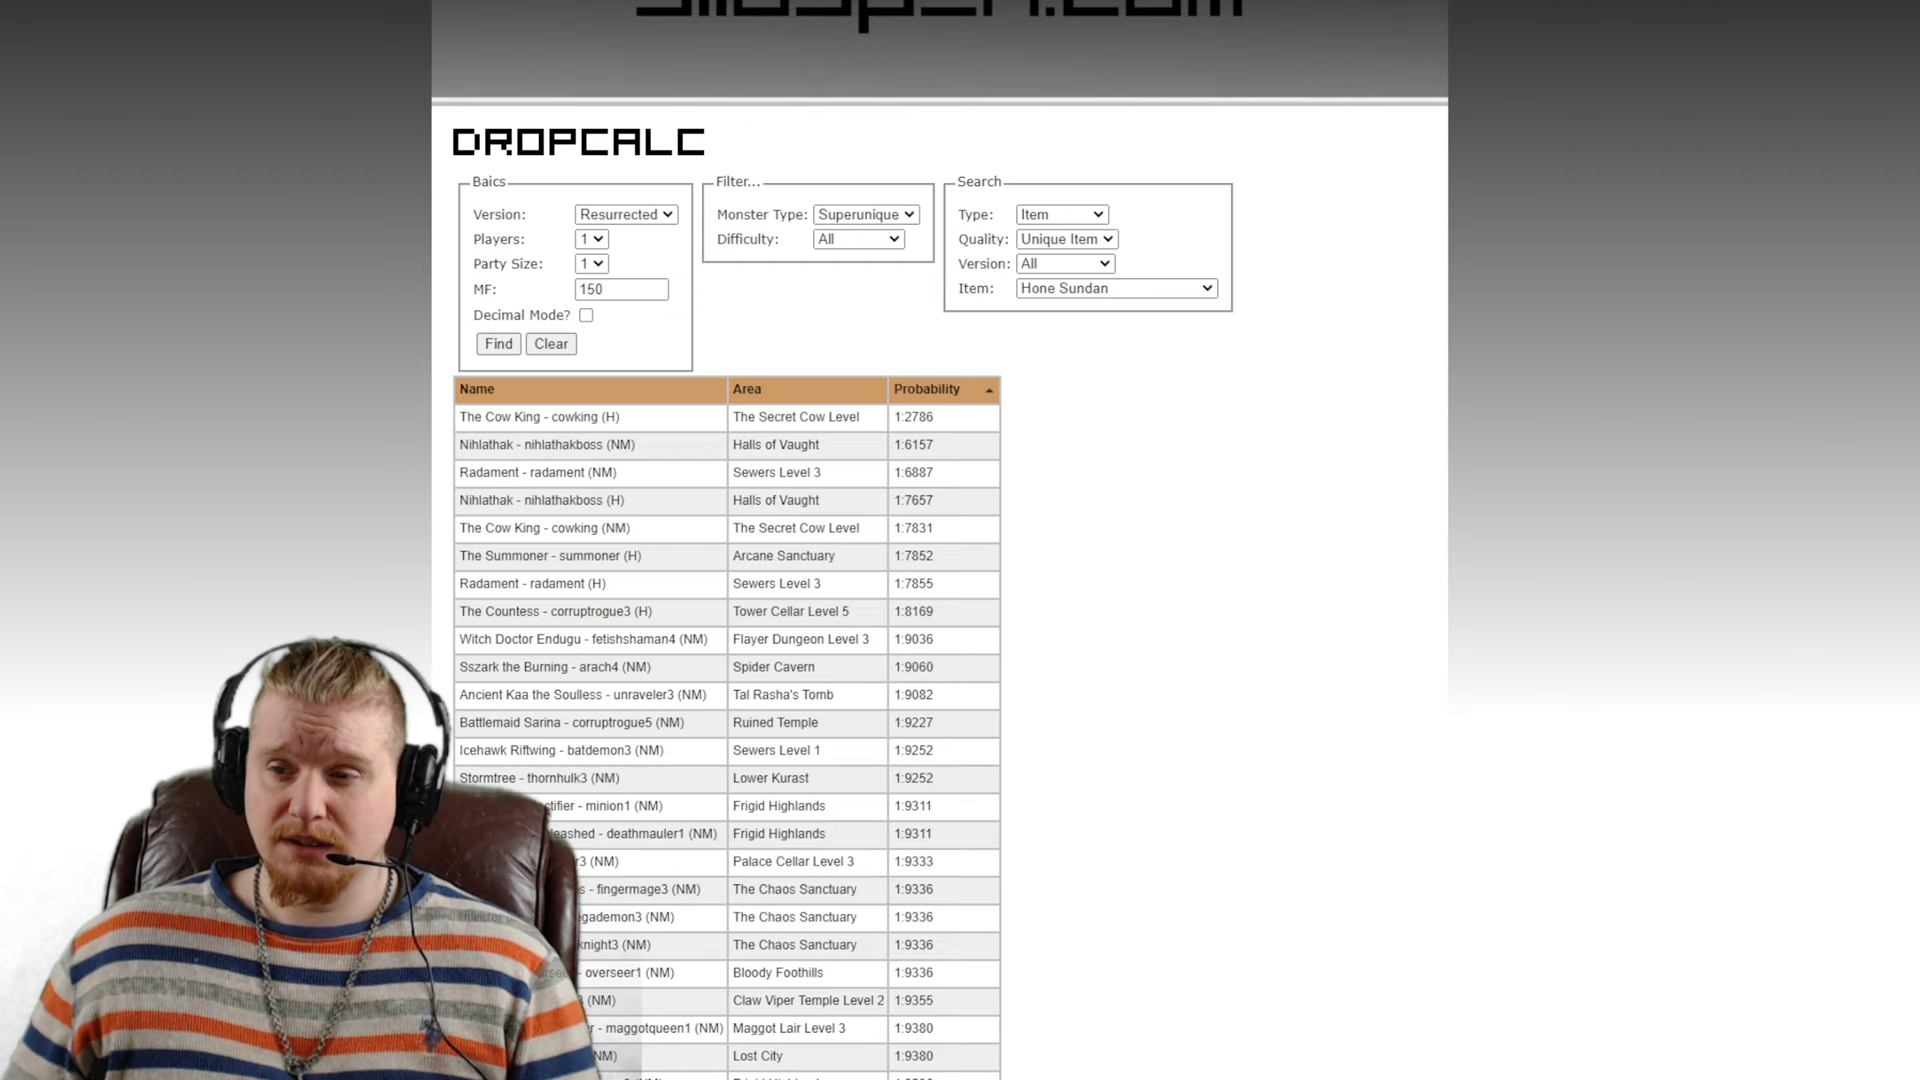 DROPCALC
Baics
Version: Resurrected
Players: 1
Party Size: 1
MF: 150
Decimal Mode?
Find Clear
Filter...
Monster Type: Superunique
Difficulty: All
Search
Type: Item
Quality: Unique Item
Version: All
Item: Hone Sundan
Name Area Probability
The Cow King - cowking (H) The Secret Cow Level 1:2786
Nihlathak - nihlathakboss (NM) Halls of Vaught 1:6157
Radament - radament (NM) Sewers Level 3 1:6887
Nihlathak - nihlathakboss (H) Halls of Vaught 1:7657
The Cow King - cowking (NM) The Secret Cow Level 1:7831
The Summoner - summoner (H) Arcane Sanctuary 1:7852
Radament - radament (H) Sewers Level 3 1:7855
The Countess - corruptrogue3 (H) Tower Cellar Level 5 1:8169
Witch Doctor Endugu - fetishshaman4 (NM) Flayer Dungeon Level 3 1:9036
Sszark the Burning - arach4 (NM) Spider Cavern 1:9060
Ancient Kaa the Soulless - unraveler3 (NM) Tal Rasha's Tomb 1:9082
Battlemaid Sarina - corruptrogue5 (NM) Ruined Temple 1:9227
Icehawk Riftwing - batdemon3 (NM) Sewers Level 1 1:9252
Stormtree - thornhulk3 (NM) Lower Kurast 1:9252
- minion1 (NM) Frigid Highlands 1:9311
- deathmauler1 (NM) Frigid Highlands 1:9311
(NM) Palace Cellar Level 3 1:9333
- fingermage3 (NM) The Chaos Sanctuary 1:9336
(NM) The Chaos Sanctuary 1:9336
(NM) The Chaos Sanctuary 1:9336
- overseer1 (NM) Bloody Foothills 1:9336
(NM) Claw Viper Temple Level 2 1:9355
- maggotqueen1 (NM) Maggot Lair Level 3 1:9380
Lost City 1:9380